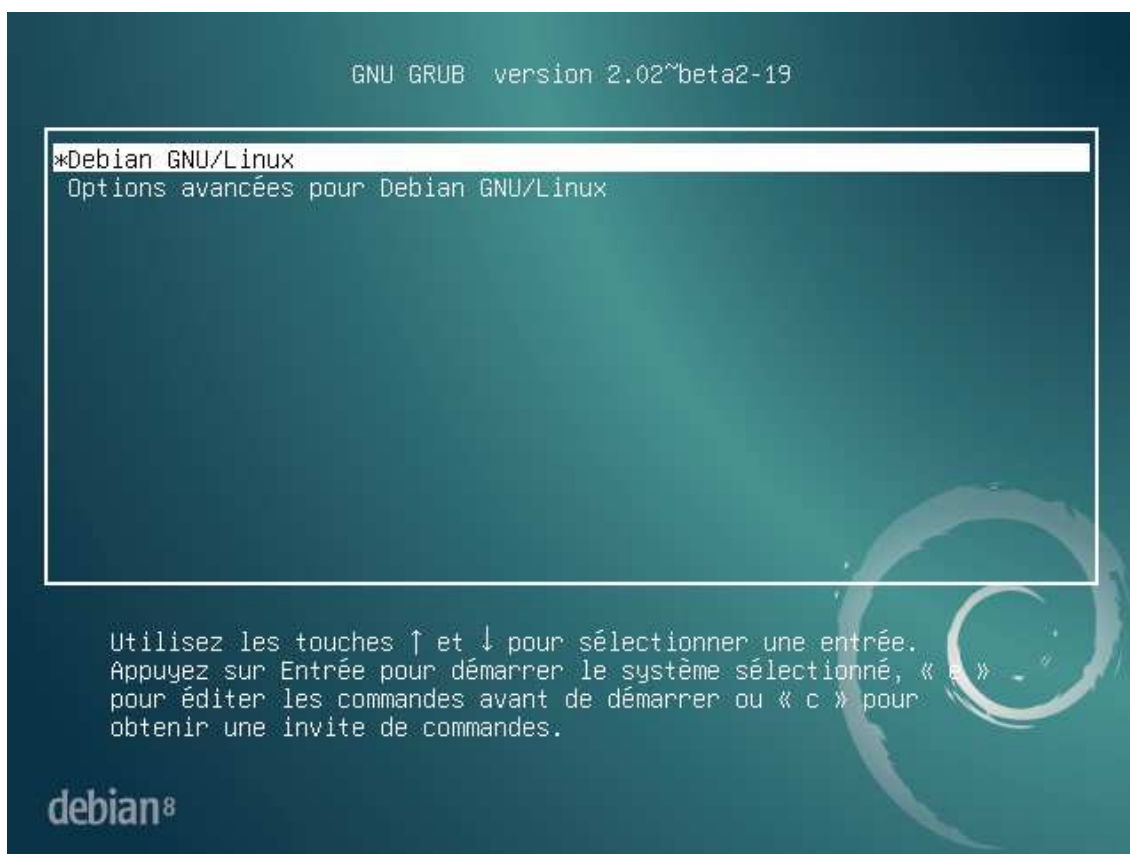 GNU GRUB version 2.02~beta2-19
*Debian GNU/Linux
Options avancées pour Debian GNU/Linux
Utilisez les touches ↑ et ↓ pour sélectionner une entrée.
Appuyez sur Entrée pour démarrer le système sélectionné, « e »
pour éditer les commandes avant de démarrer ou « c » pour
obtenir une invite de commandes.
debian 8